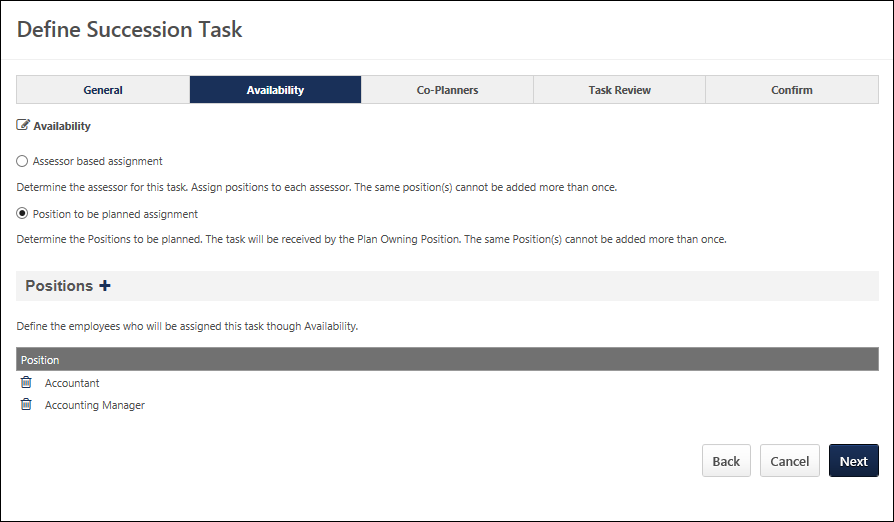 Define Succession Task
General Availability Co-Planners Task Review Confirm
Availability
Assessor based assignment
Determine the assessor for this task. Assign positions to each assessor. The same position(s) cannot be added more than once.
Position to be planned assignment
Determine the Positions to be planned. The task will be received by the Plan Owning Position. The same Position(s) cannot be added more than once.
Positions
Define the employees who will be assigned this task though Availability.
Position
Accountant
Accounting Manager
Back Cancel Next